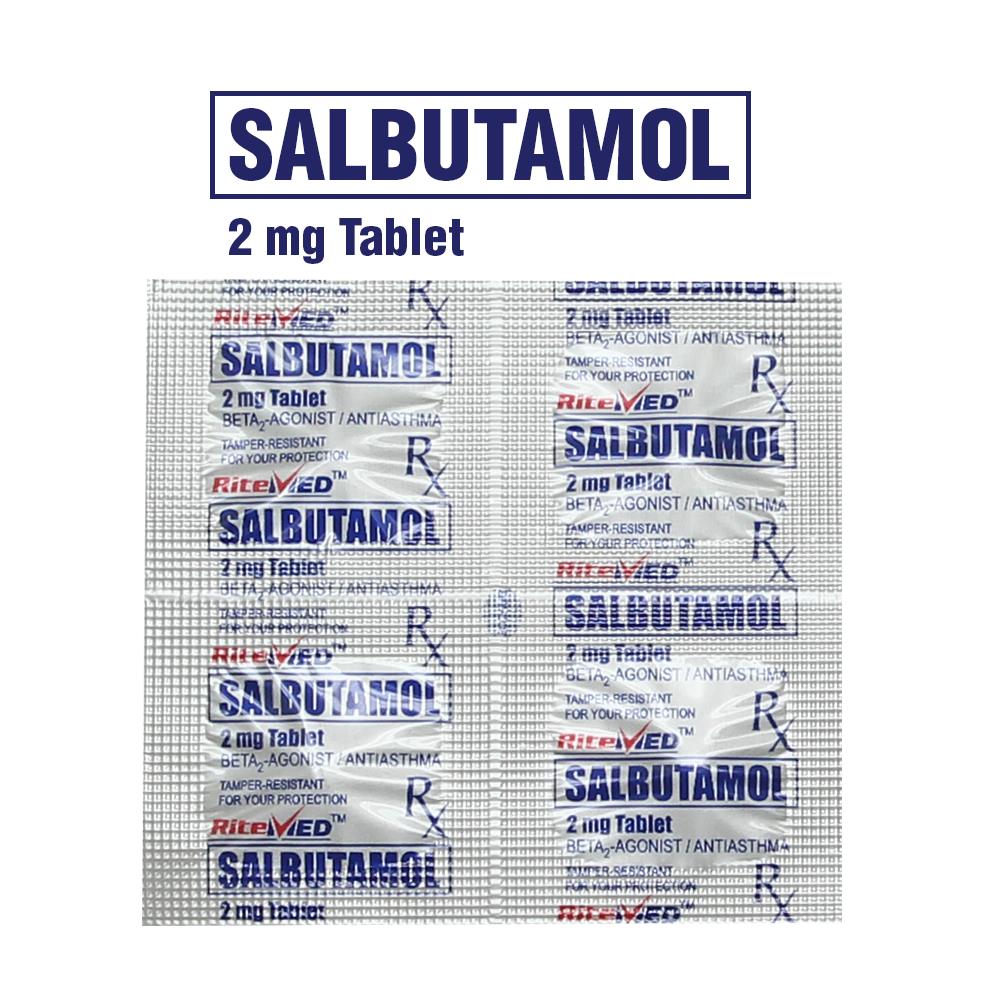 SALBUTAMOL
2 mg Tablet
FOR YOUR PROTECTION
Rx
RiteMED
SALBUTAMOL
2 mg Tablet
BETA₂-AGONIST / ANTIASTHMA
TAMPER-RESISTANT
FOR YOUR PROTECTION
Rx
RiteMED™
SALBUTAMOL
2 mg Tablet
BETA₂-AGONIST / ANTIASTHMA
TAMPER-RESISTANT
FOR YOUR PROTECTION
Rx
RiteMED™
SALBUTAMOL
2 mg Tablet
BETA₂-AGONIST / ANTIASTHMA
TAMPER-RESISTANT
FOR YOUR PROTECTION
Rx
RiteMED™
SALBUTAMOL
2 mg Tablet
SALBUTAMOL
2 mg Tablet
BETA₂-AGONIST / ANTIASTHMA
TAMPER-RESISTANT
FOR YOUR PROTECTION
Rx
RiteMED™
SALBUTAMOL
2 mg Tablet
BETA₂-AGONIST / ANTIASTHMA
TAMPER-RESISTANT
FOR YOUR PROTECTION
Rx
RiteMED™
SALBUTAMOL
2 mg Tablet
BETA₂-AGONIST / ANTIASTHMA
TAMPER-RESISTANT
FOR YOUR PROTECTION
Rx
RiteMED™
SALBUTAMOL
2 mg Tablet
BETA₂-AGONIST / ANTIASTHMA
TAMPER-RESISTANT
FOR YOUR PROTECTION
Rx
RiteMED™